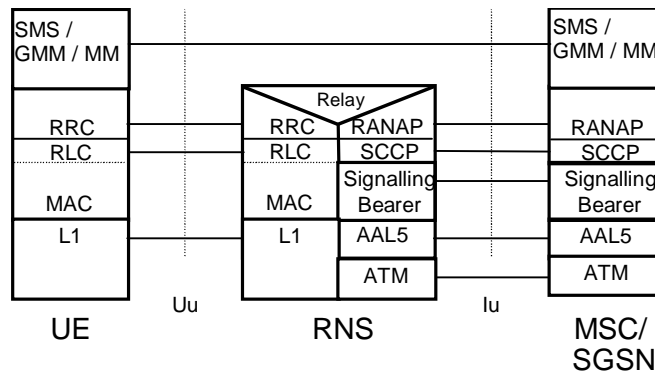 SMS /
GMM / MM
RRC
RLC
MAC
L1
UE
Uu
Relay
RRC
RLC
MAC
L1
RANAP
SCCP
Signalling
Bearer
AAL5
ATM
RNS
Iu
SMS /
GMM / MM
RANAP
SCCP
Signalling
Bearer
AAL5
ATM
MSC/
SGSN